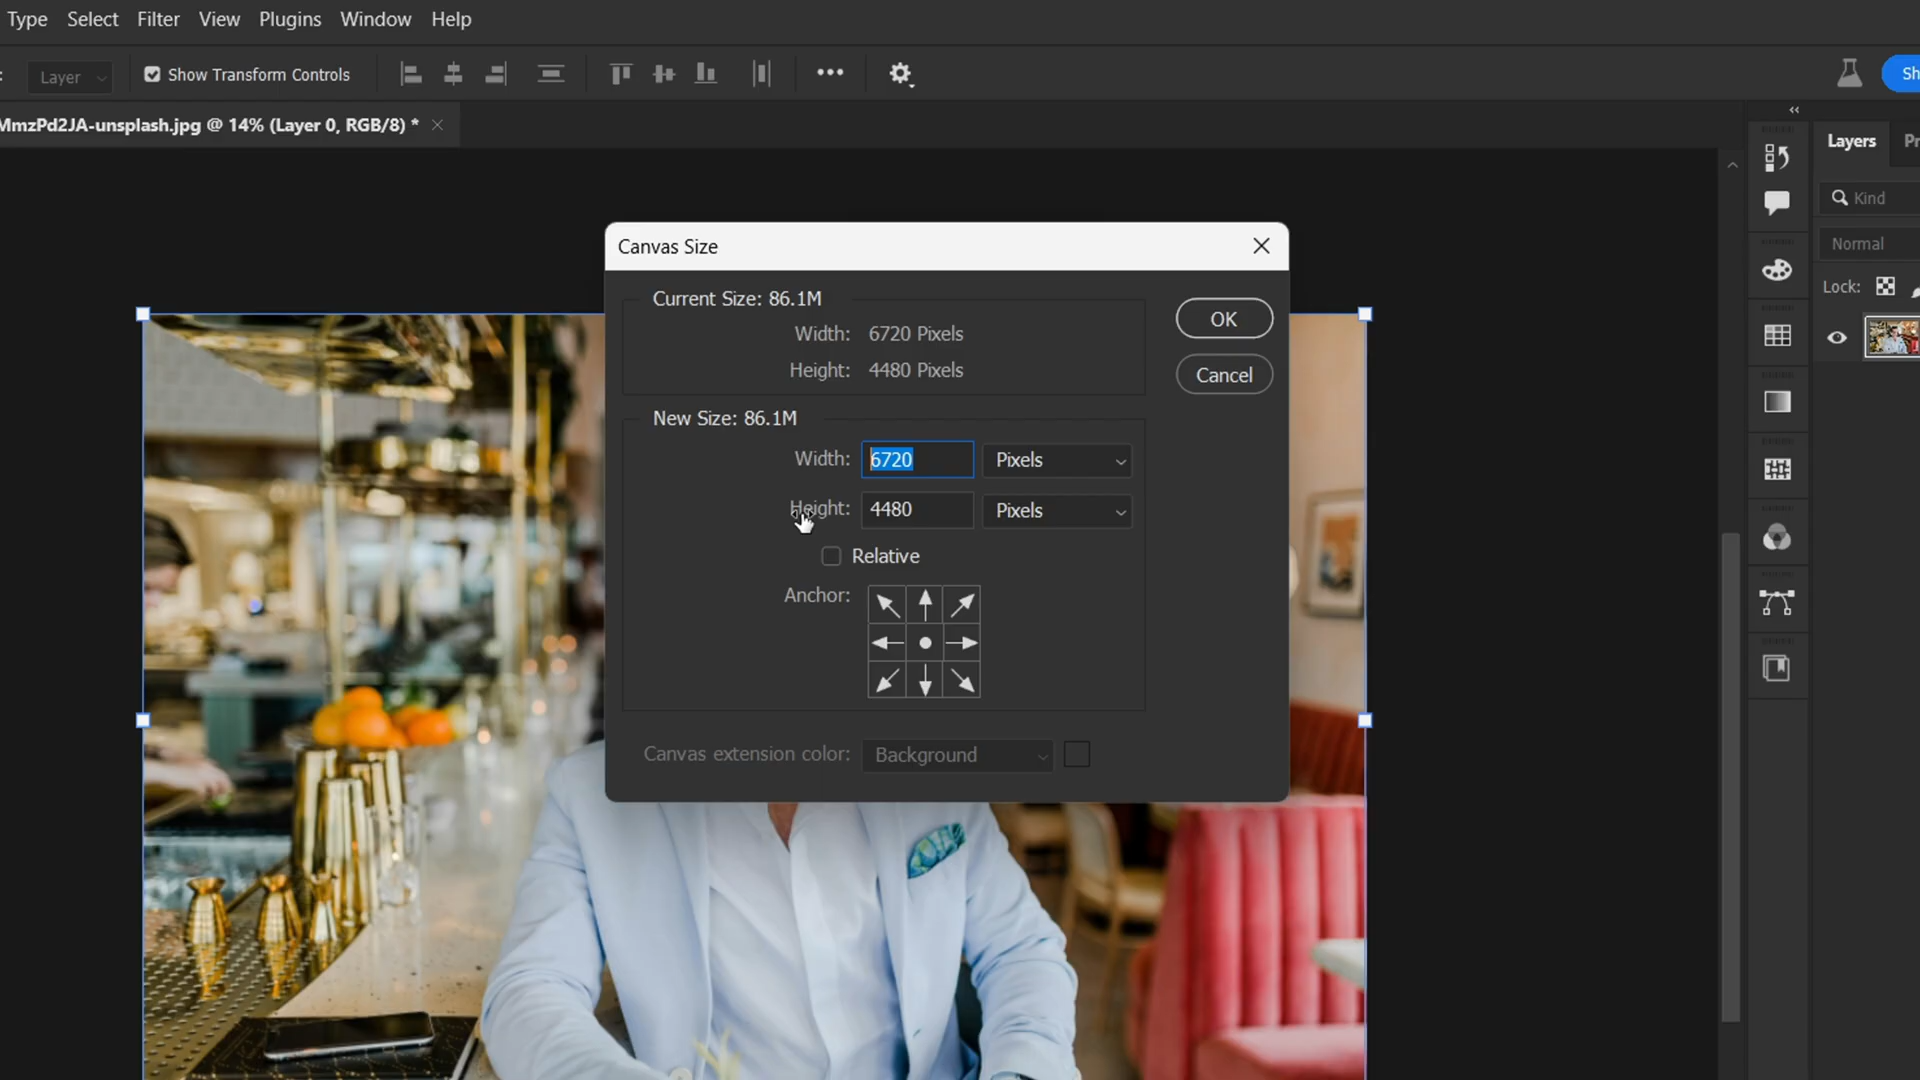 Type Select Filter View Plugins Window Help
: Layer Show Transform Controls ••• Sh
MmzPd2JA-unsplash.jpg @ 14% (Layer 0, RGB/8) * ×
Layers Pr
Kind
Normal
Lock:
Canvas Size
Current Size: 86.1M
Width: 6720 Pixels
Height: 4480 Pixels
OK
Cancel
New Size: 86.1M
Width: 6720 Pixels
Height: 4480 Pixels
Relative
Anchor:
Canvas extension color: Background